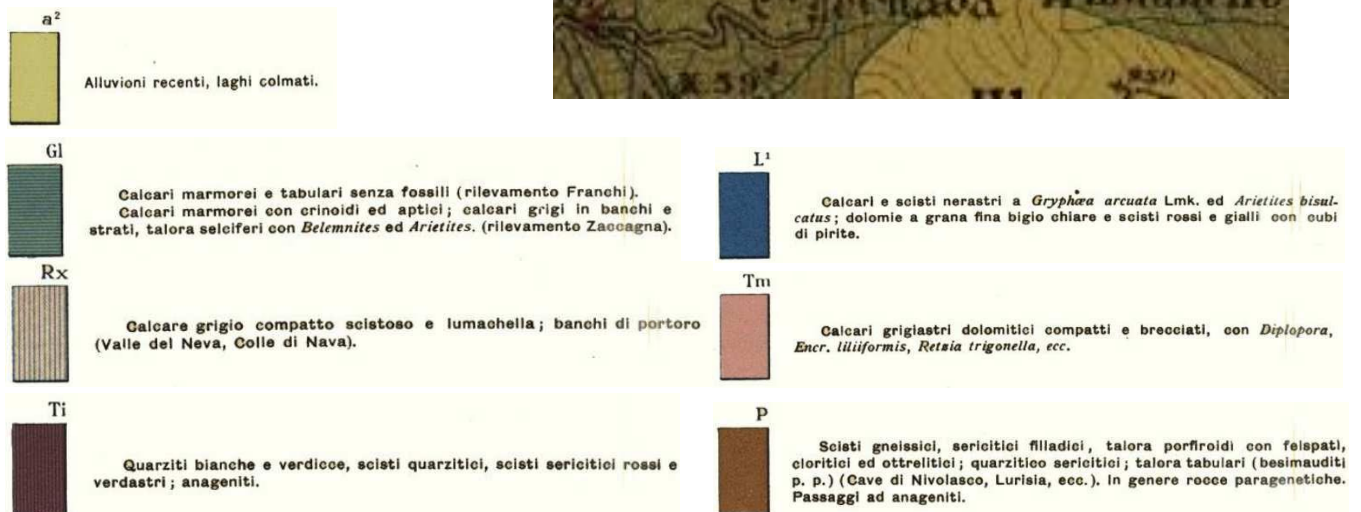 a²
Alluvioni recenti, laghi colmati.
850
Gl
Calcari marmorei e tabulari senza fossili (rilevamento Franchi).
Calcari marmorei con crinoidi ed aptici; calcari grigi in banchi e
strati, talora selciferi con Belemnites ed Arietites. (rilevamento Zaccagna).
L¹
Calcari e scisti nerastri a Gryphæa arcuata Lmk. ed Arietites bisul-
catus; dolomie a grana fina bigio chiare e scisti rossi e gialli con cubi
di pirite.
Rx
Calcare grigio compatto scistoso e lumachella; banchi di portoro
(Valle del Neva, Colle di Nava).
Tm
Calcari grigiastri dolomitici compatti e brecciati, con Diplopora,
Encr. liliiformis, Retzia trigonella, ecc.
Ti
Quarziti bianche e verdicce, scisti quarzitici, scisti sericitici rossi e
verdastri; anageniti.
P
Scisti gneissici, sericitici filladici, talora porfiroidi con felspati,
cloritici ed ottrelitici; quarzitico sericitici; talora tabulari (besimauditi
p. p.) (Cave di Nivolasco, Lurisia, ecc.). In genere rocce paragenetiche.
Passaggi ad anageniti.